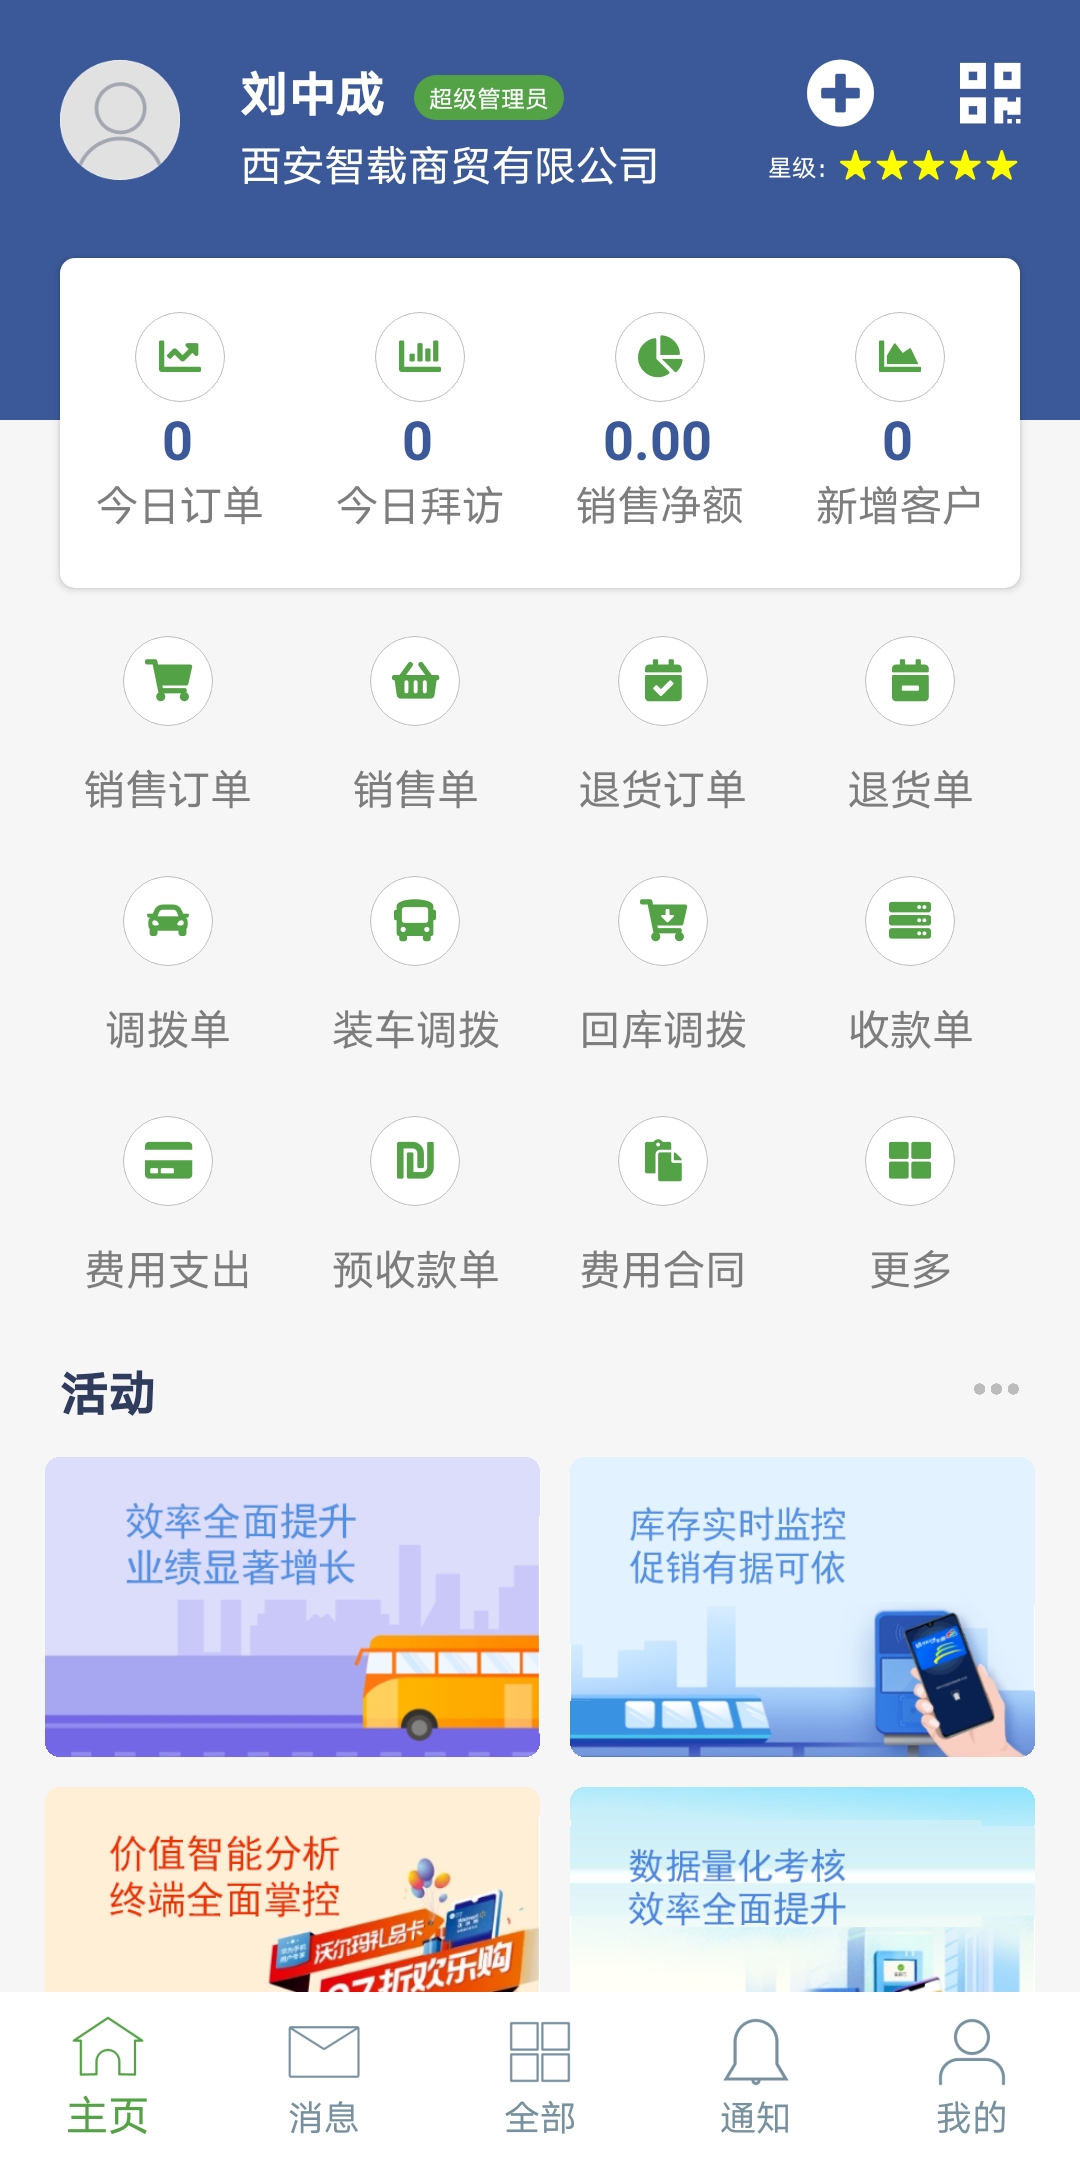 刘中成 超级管理员
西安智载商贸有限公司
星级:
0 0 0.00 0
今日订单 今日拜访 销售净额 新增客户
销售订单 销售单 退货订单 退货单
调拨单 装车调拨 回库调拨 收款单
费用支出 预收款单 费用合同 更多
活动
效率全面提升
业绩显著增长
库存实时监控
促销有据可依
价值智能分析
终端全面掌控
沃尔玛礼品卡
折欢乐购
数据量化考核
效率全面提升
主页 消息 全部 通知 我的